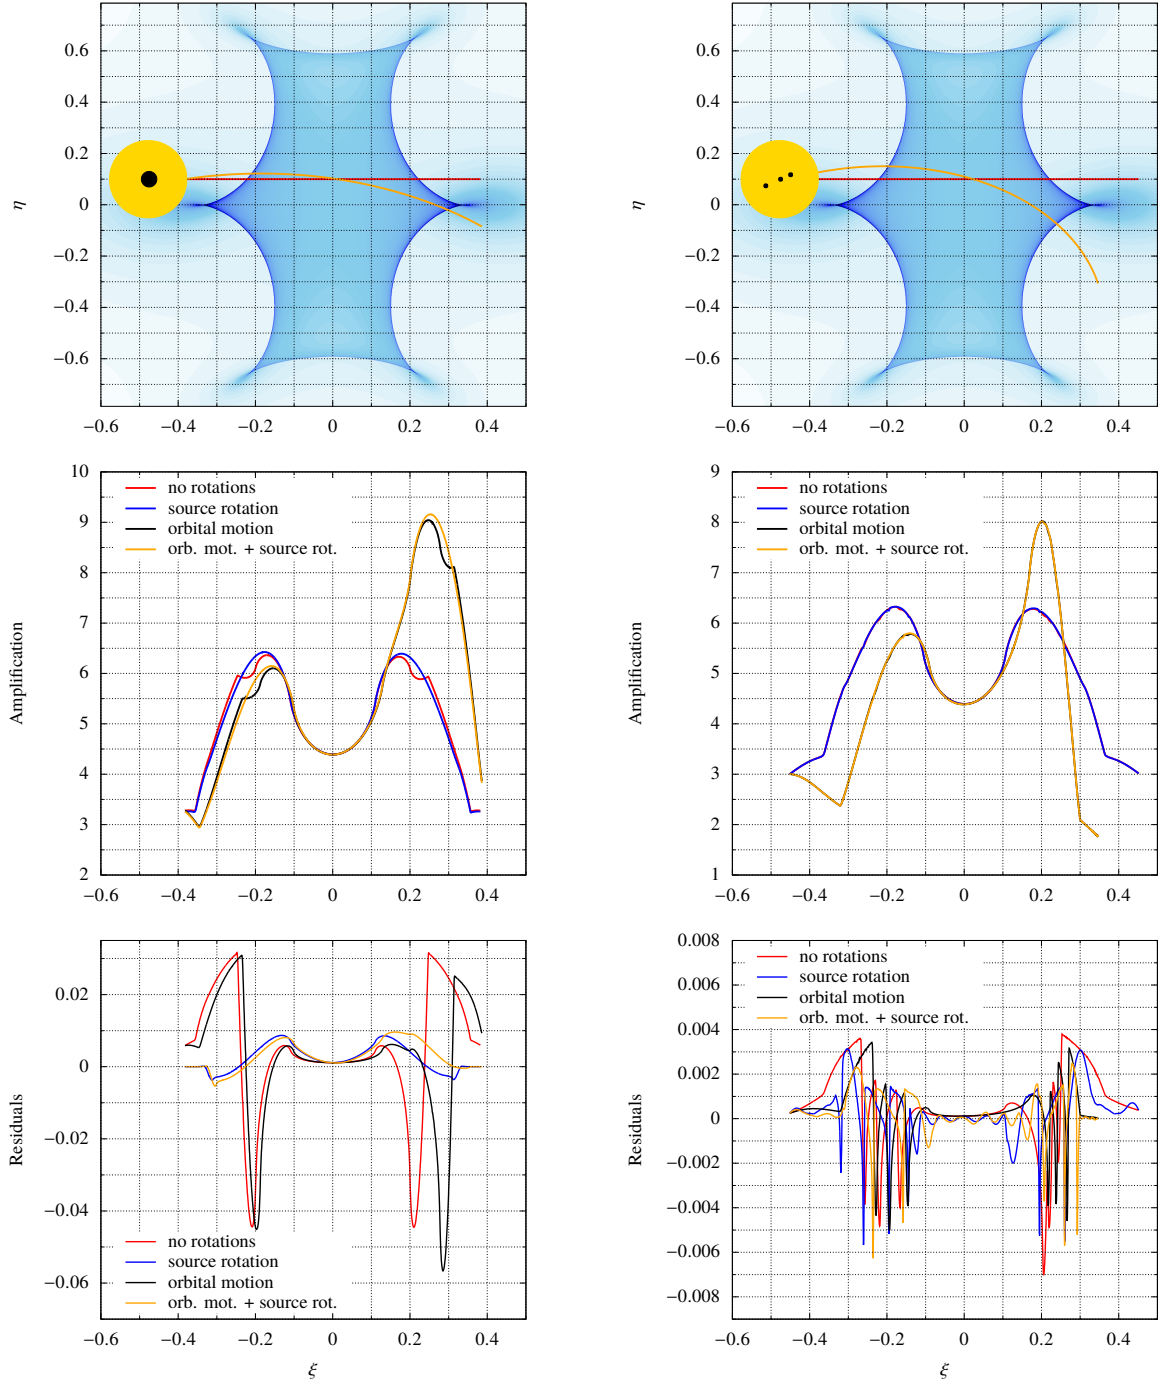 0.6
0.4
0.2
0
−0.2
−0.4
−0.6
η
−0.6 −0.4 −0.2 0 0.2 0.4
0.6
0.4
0.2
0
−0.2
−0.4
−0.6
η
−0.6 −0.4 −0.2 0 0.2 0.4
10
9
8
7
6
5
4
3
2
Amplification
no rotations
source rotation
orbital motion
orb. mot. + source rot.
−0.6 −0.4 −0.2 0 0.2 0.4
9
8
7
6
5
4
3
2
1
Amplification
no rotations
source rotation
orbital motion
orb. mot. + source rot.
−0.6 −0.4 −0.2 0 0.2 0.4
0.02
0
−0.02
−0.04
−0.06
Residuals
no rotations
source rotation
orbital motion
orb. mot. + source rot.
−0.6 −0.4 −0.2 0 0.2 0.4
ξ
0.008
0.006
0.004
0.002
0
−0.002
−0.004
−0.006
−0.008
Residuals
no rotations
source rotation
orbital motion
orb. mot. + source rot.
−0.6 −0.4 −0.2 0 0.2 0.4
ξ